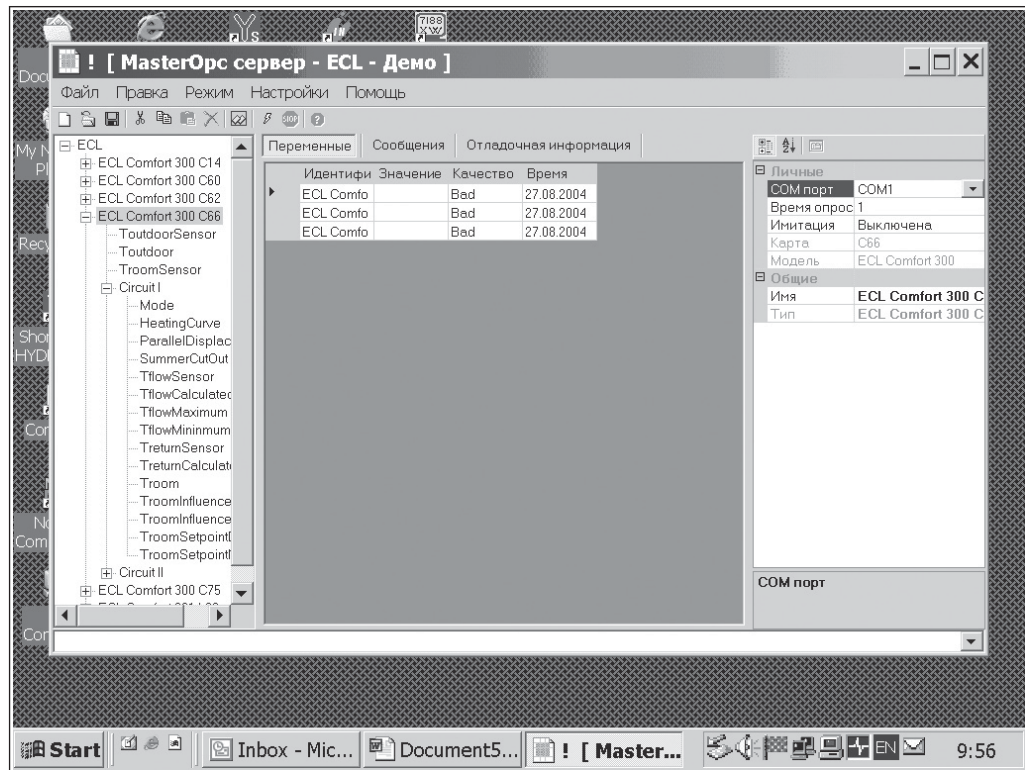 7188
XW
! [ MasterOpc сервер - ECL - Демо ]
Файл Правка Режим Настройки Помощь
STOP
ECL
ECL Comfort 300 C14
ECL Comfort 300 C60
ECL Comfort 300 C62
ECL Comfort 300 C66
ToutdoorSensor
Toutdoor
TroomSensor
Circuit I
Mode
HeatingCurve
ParallelDisplac
SummerCutOut
TflowSensor
TflowCalculated
TflowMaximum
TflowMininmum
TreturnSensor
TreturnCalculat
Troom
TroomInfluence
TroomInfluence
TroomSetpoint
TroomSetpoint
Circuit II
ECL Comfort 300 C75
Переменные Сообщения Отладочная информация
Идентифи Значение Качество Время
ECL Comfo Bad 27.08.2004
ECL Comfo Bad 27.08.2004
ECL Comfo Bad 27.08.2004
Личные
COM порт COM1
Время опрос 1
Имитация Выключена
Карта C66
Модель ECL Comfort 300
Общие
Имя ECL Comfort 300 C
Тип ECL Comfort 300 C
COM порт
Start Inbox - Mic... Document5... ! [ Master... EN 9:56